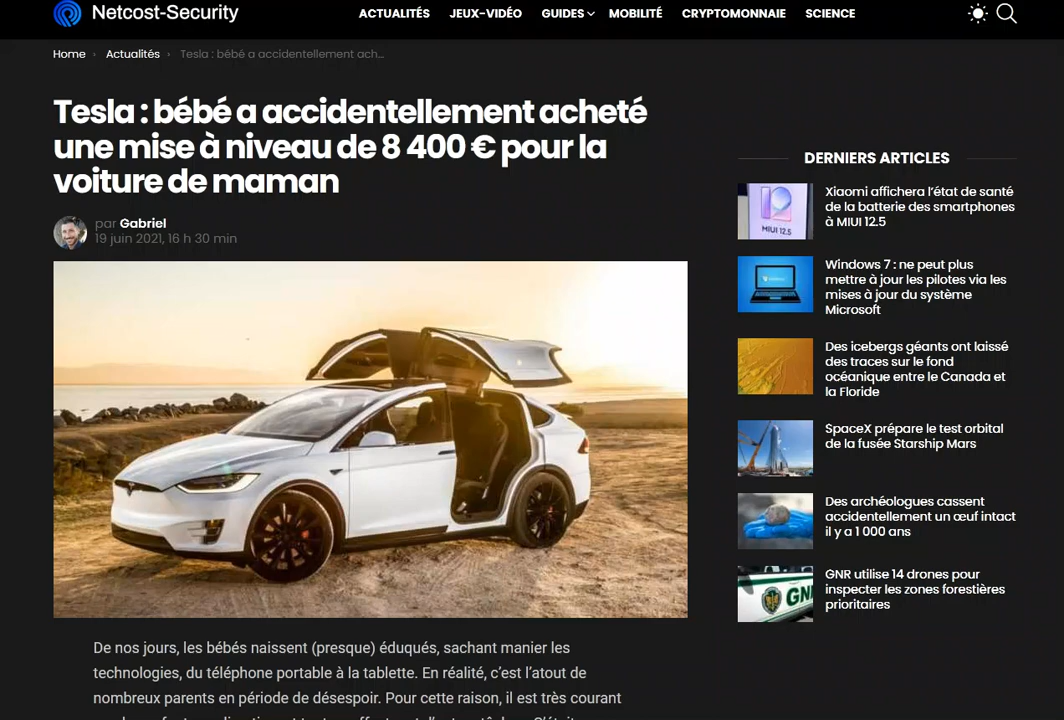 Netcost-Security
ACTUALITÉS JEUX-VIDÉO GUIDES MOBILITÉ CRYPTOMONNAIE SCIENCE
Home › Actualités › Tesla : bébé a accidentellement ach...
Tesla : bébé a accidentellement acheté
une mise à niveau de 8 400 € pour la
voiture de maman
par Gabriel
19 juin 2021, 16 h 30 min
De nos jours, les bébés naissent (presque) éduqués, sachant manier les
technologies, du téléphone portable à la tablette. En réalité, c’est l’atout de
nombreux parents en période de désespoir. Pour cette raison, il est très courant
DERNIERS ARTICLES
MIUI 12.5
Xiaomi affichera l’état de santé
de la batterie des smartphones
à MIUI 12.5
Windows 7 : ne peut plus
mettre à jour les pilotes via les
mises à jour du système
Microsoft
Des icebergs géants ont laissé
des traces sur le fond
océanique entre le Canada et
la Floride
SpaceX prépare le test orbital
de la fusée Starship Mars
Des archéologues cassent
accidentellement un œuf intact
il y a 1 000 ans
GN
GNR utilise 14 drones pour
inspecter les zones forestières
prioritaires